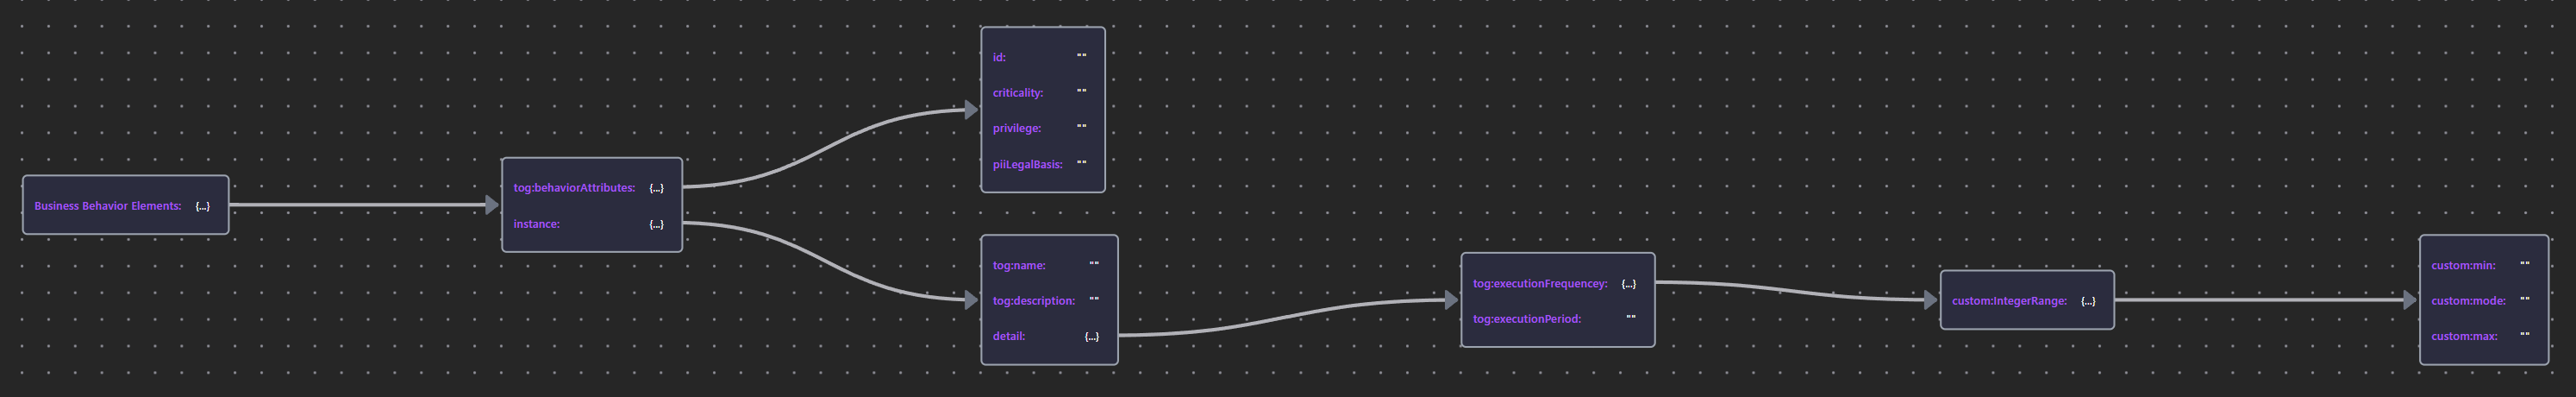 Business Behavior Elements: {...}
tog:behaviorAttributes: {...}
instance: {...}
id: ""
criticality: ""
privilege: ""
piiLegalBasis: ""
tog:name: ""
tog:description: ""
detail: {...}
tog:executionFrequencey: {...}
tog:executionPeriod: ""
custom:IntegerRange: {...}
custom:min: ""
custom:mode: ""
custom:max: ""